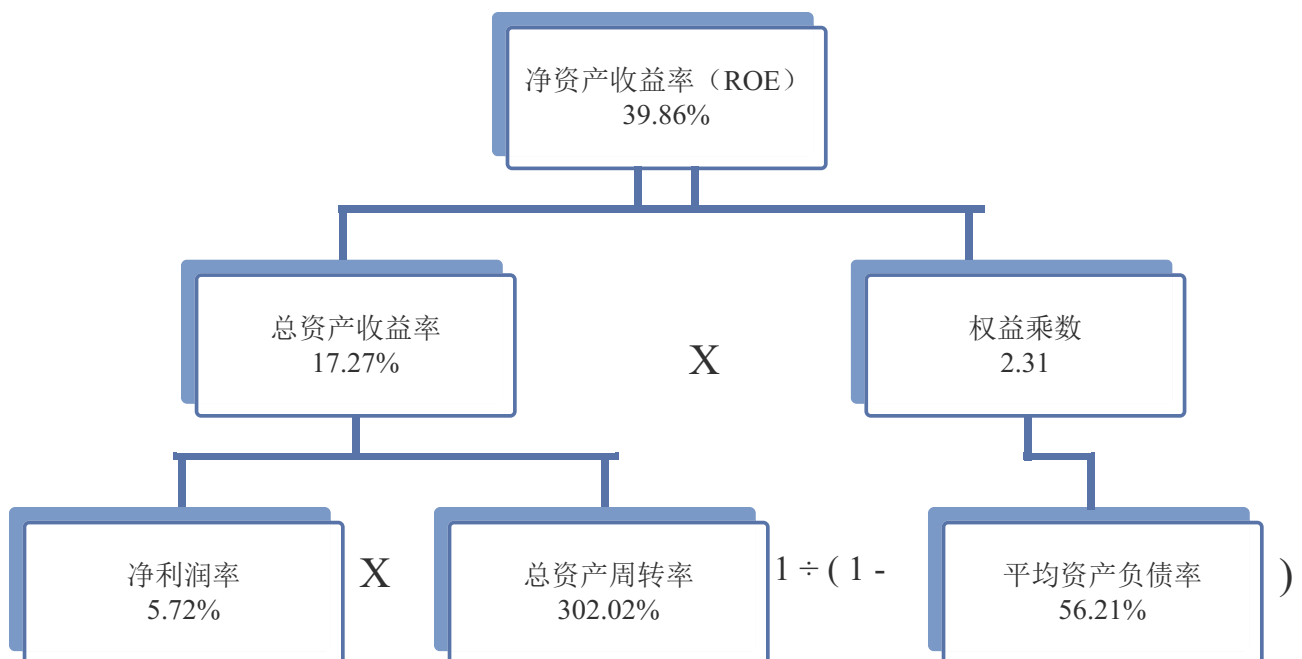 净资产收益率（ROE）
39.86%
总资产收益率
17.27%
X
权益乘数
2.31
净利润率
5.72%
X
总资产周转率
302.02%
1 ÷ ( 1 -
平均资产负债率
56.21%
)